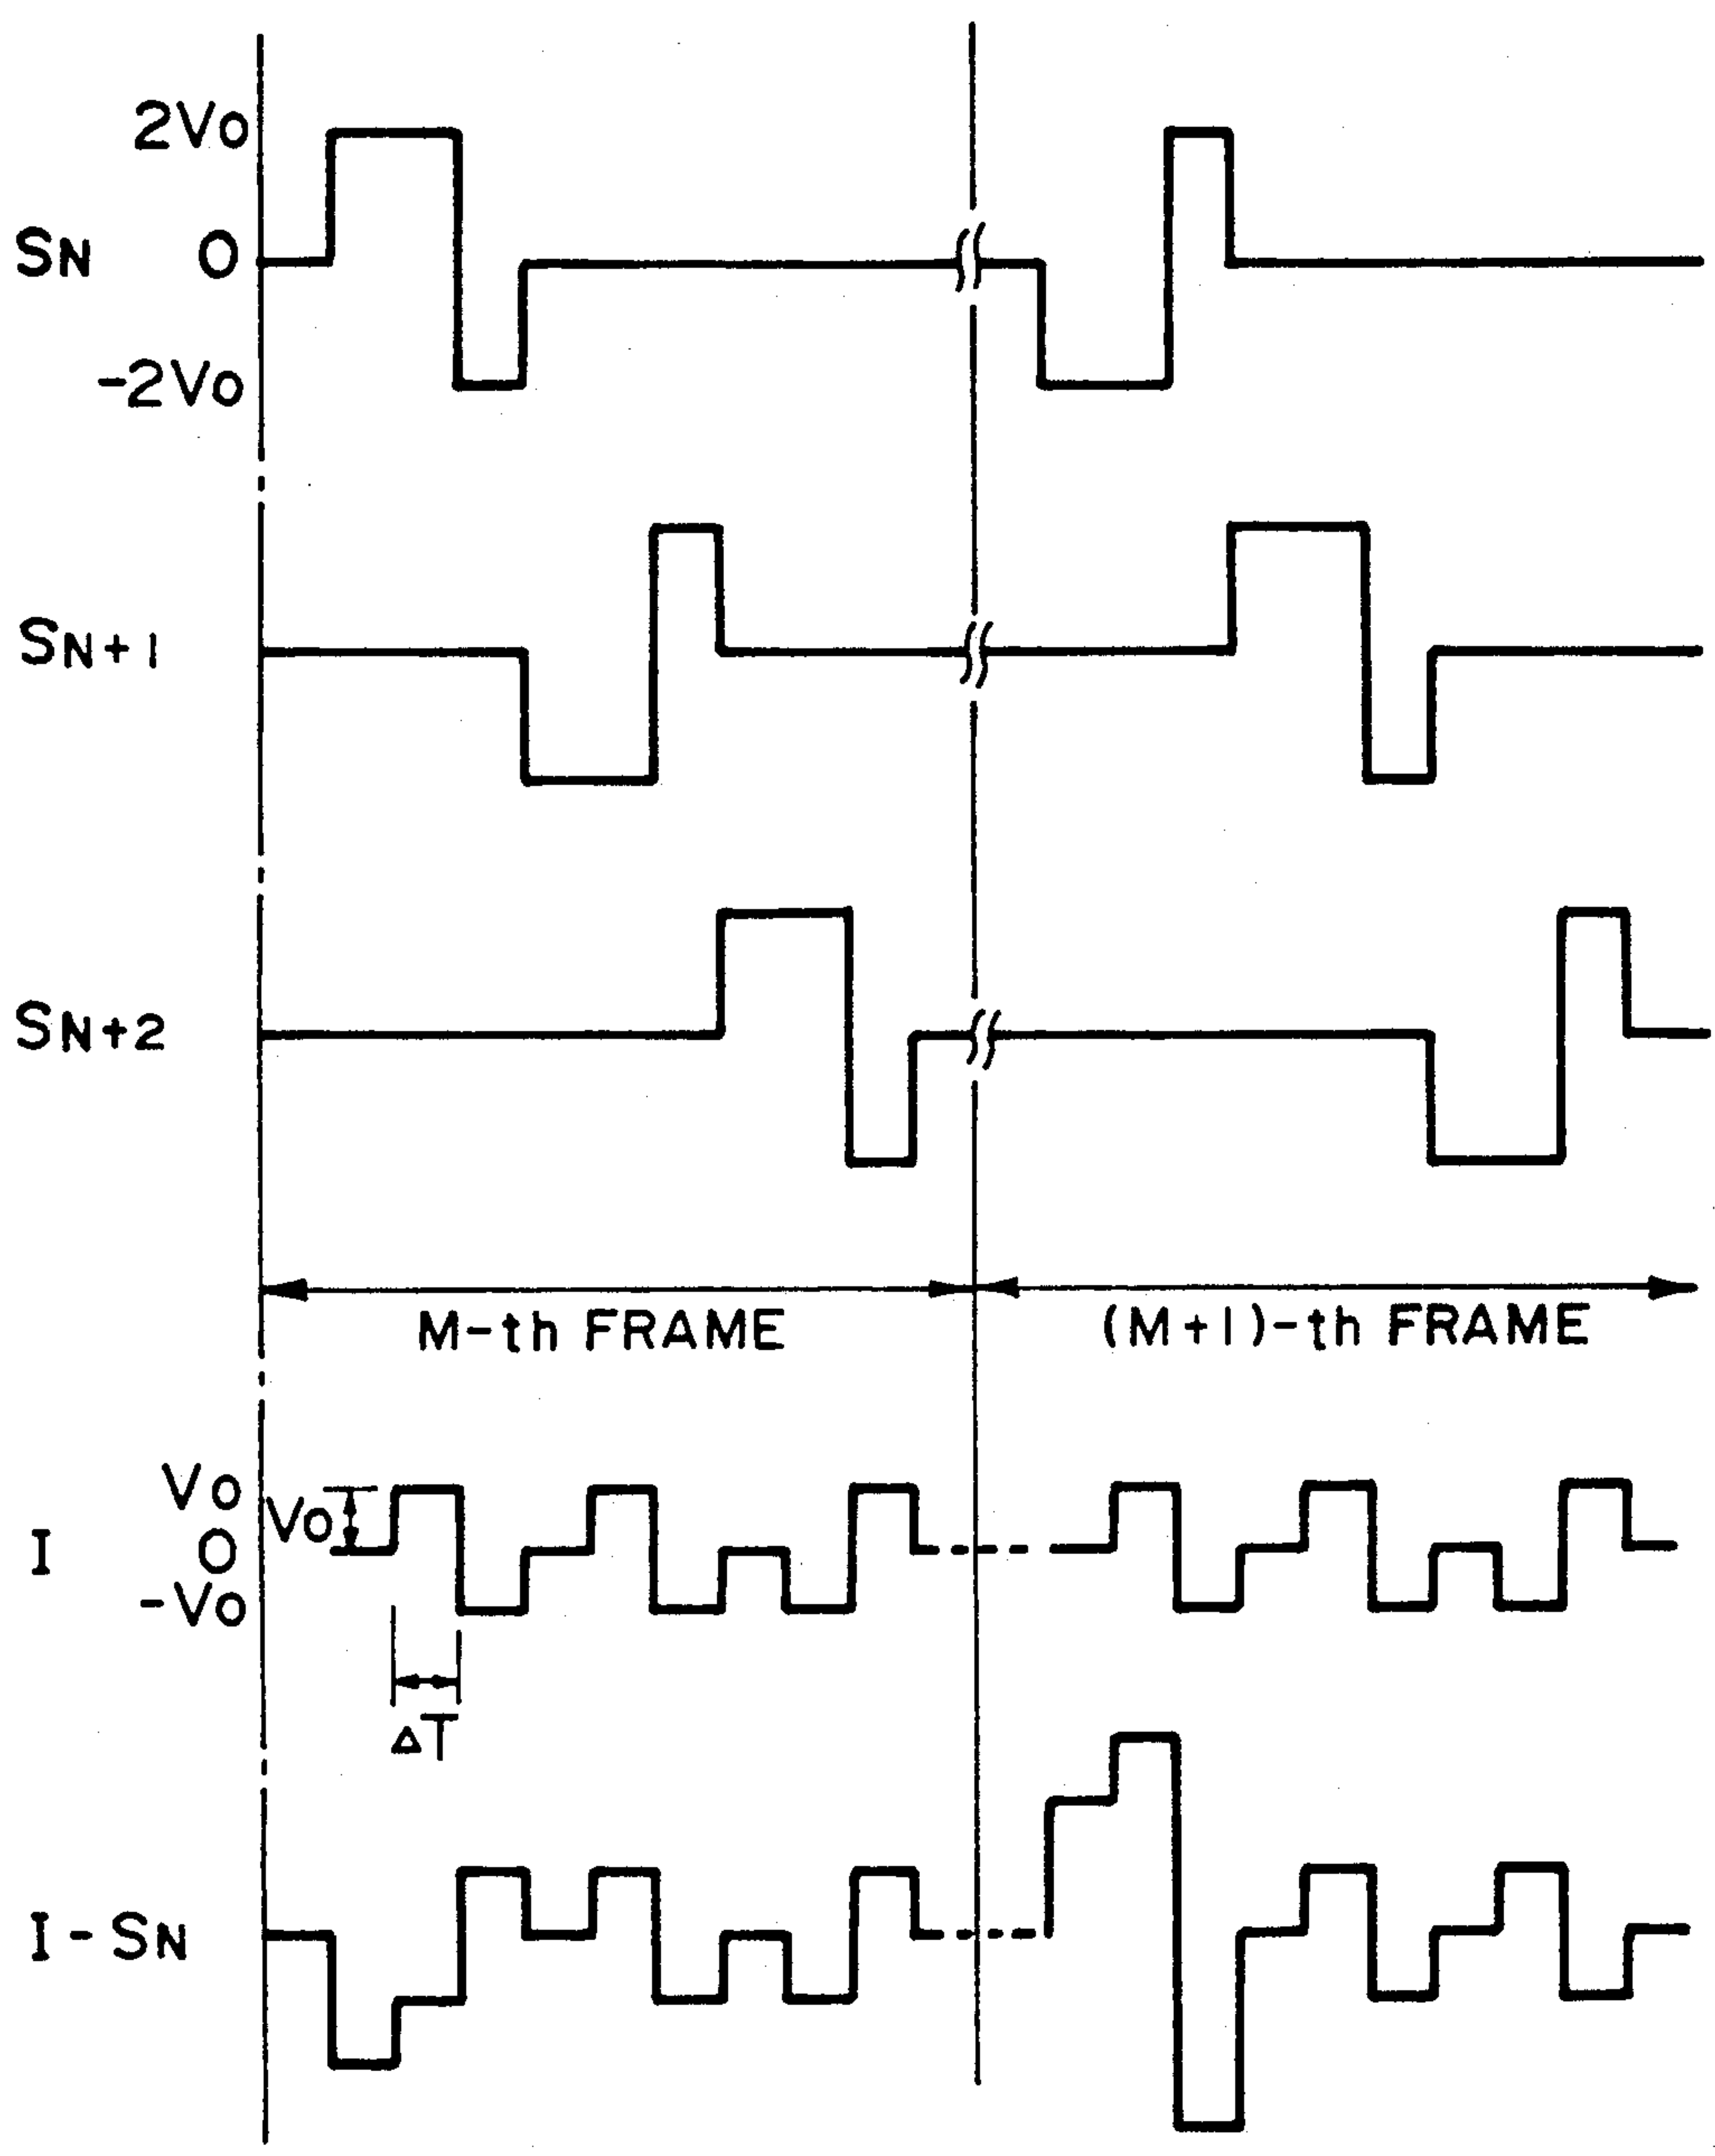 2Vo
SN O
-2Vo
SN+1
SN+2
M-th FRAME (M+1)-th FRAME
Vo
Vo
I O
-Vo
ΔT
I-SN